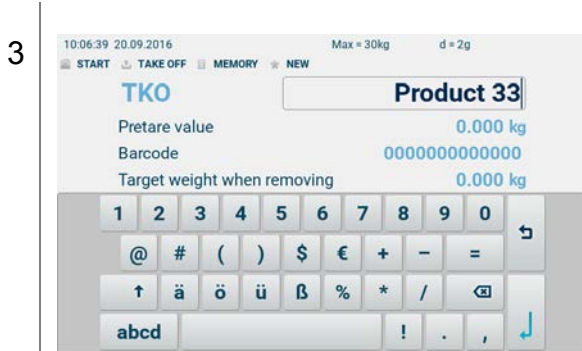 3
10:06:39 20.09.2016 Max = 30kg d = 2g
START TAKE OFF MEMORY NEW
TKO Product 33
Pretare value 0.000 kg
Barcode 0000000000000
Target weight when removing 0.000 kg
1 2 3 4 5 6 7 8 9 0
@ # ( ) $ € + - =
ä ö ü ß % * /
abcd ! . ,